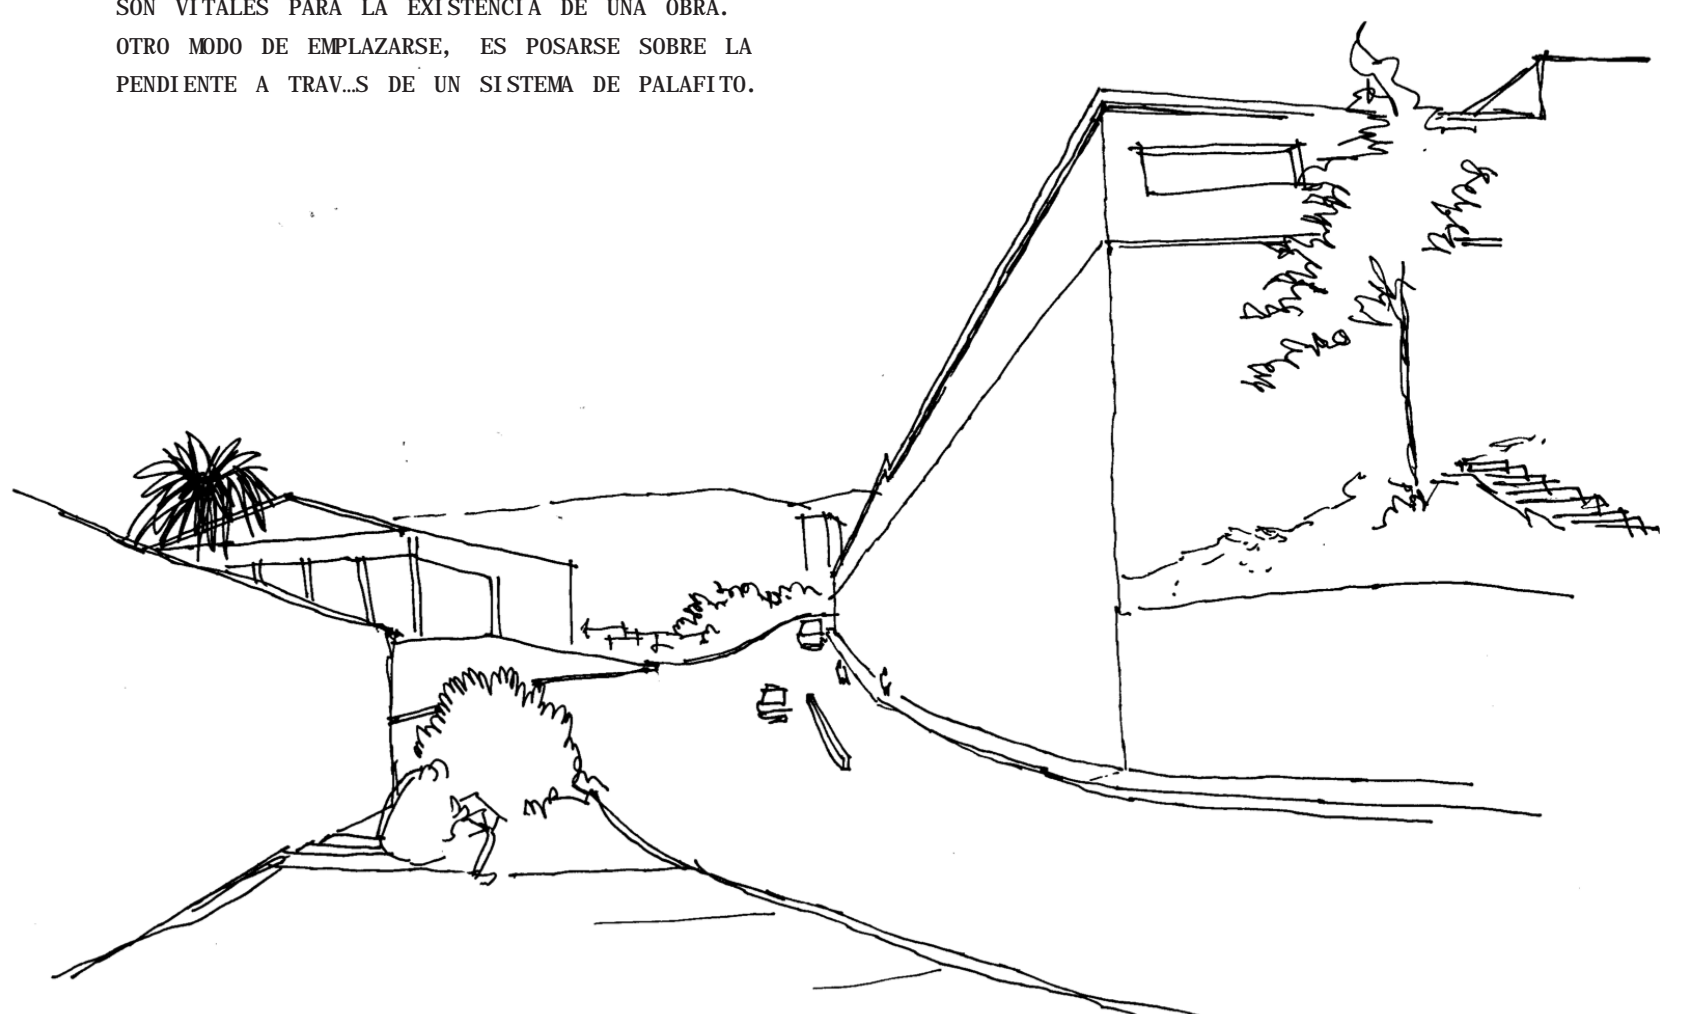 SON VITALES PARA LA EXISTENCIA DE UNA OBRA.
OTRO MODO DE EMPLAZARSE, ES POSARSE SOBRE LA
PENDIENTE A TRAV...S DE UN SISTEMA DE PALAFITO.